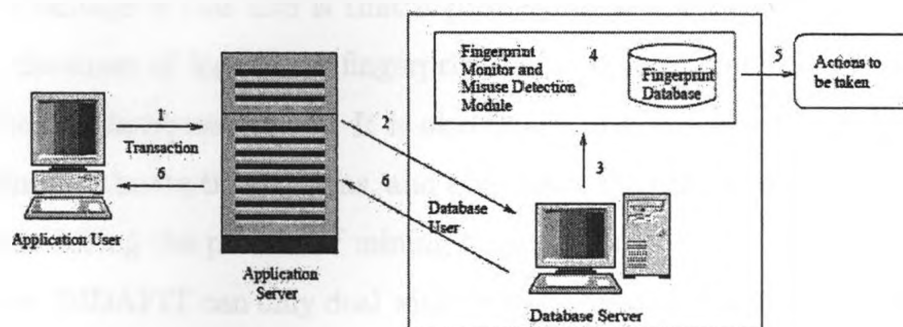 1
Transaction
6
Application User
Application
Server
2
6
Database
User
Fingerprint
Monitor and
Misuse Detection
Module
4
Fingerprint
Database
5
Actions to
be taken
3
Database Server